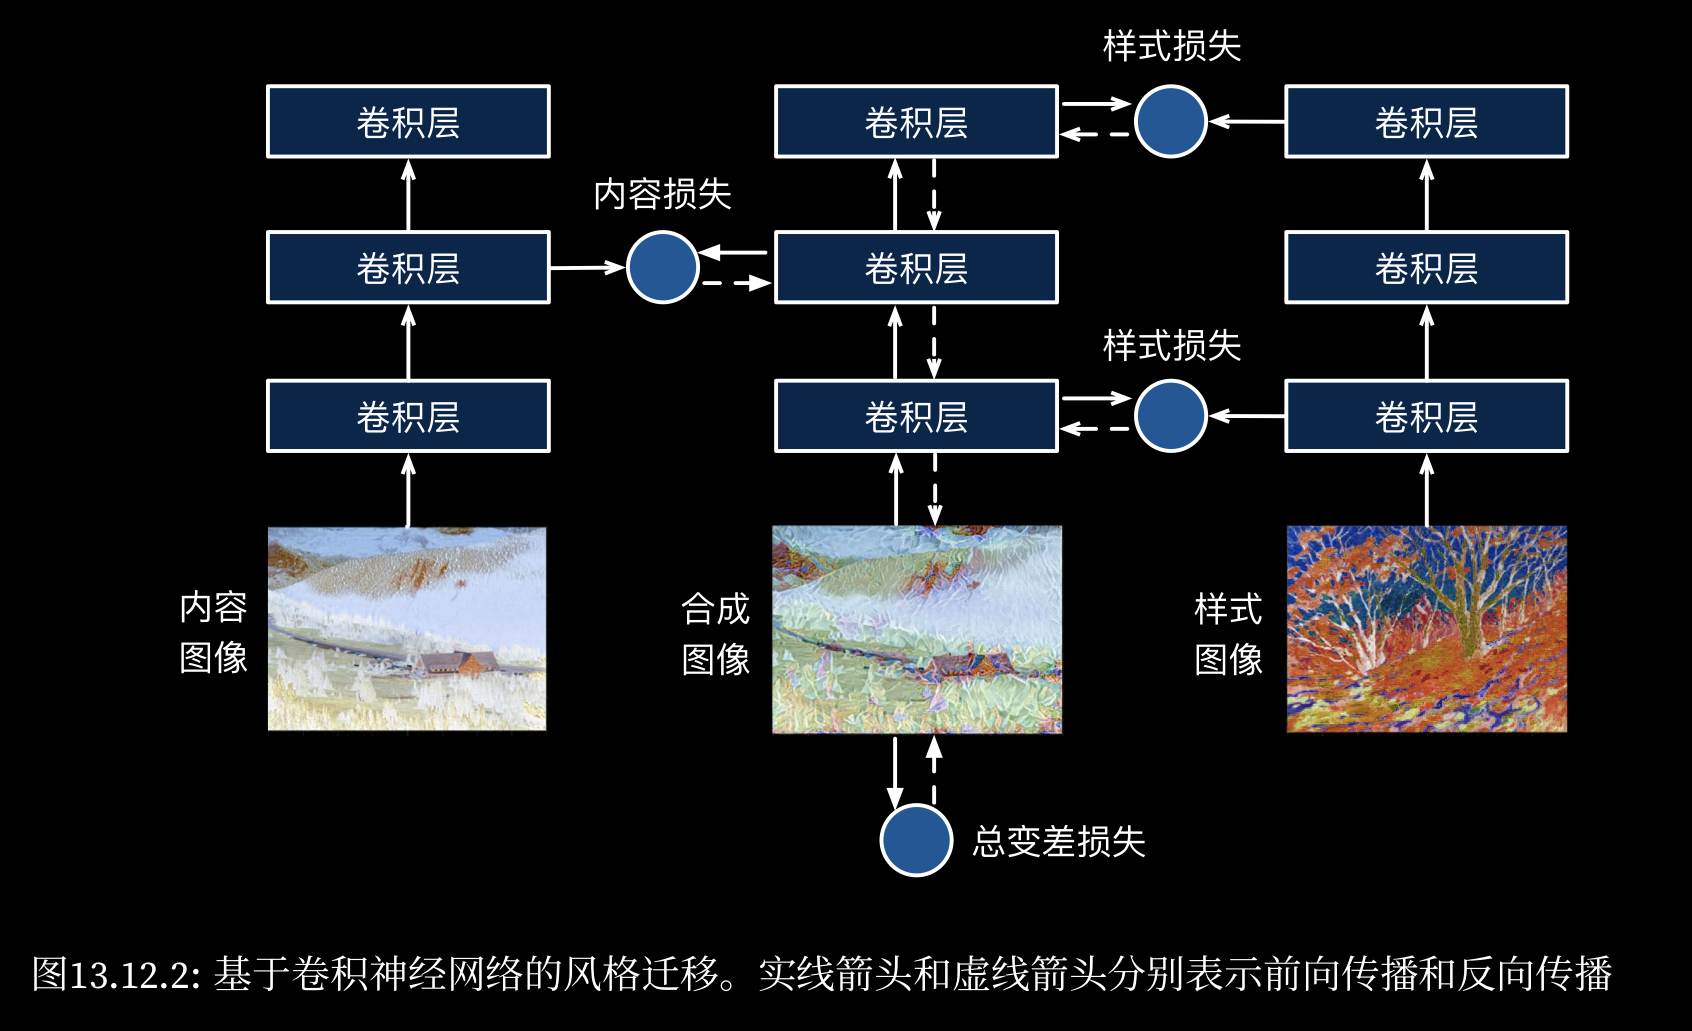 样式损失
卷积层
卷积层
卷积层
内容损失
卷积层
卷积层
卷积层
样式损失
卷积层
卷积层
卷积层
内容
图像
合成
图像
样式
图像
总变差损失
图13.12.2: 基于卷积神经网络的风格迁移。实线箭头和虚线箭头分别表示前向传播和反向传播